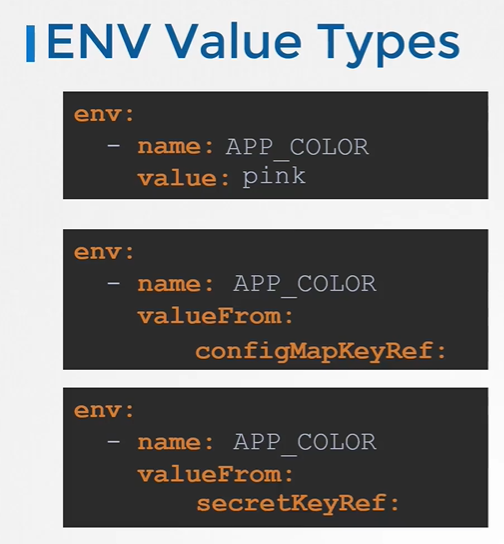 ENV Value Types
env:
- name: APP_COLOR
value: pink
env:
- name: APP_COLOR
valueFrom:
configMapKeyRef:
env:
- name: APP_COLOR
valueFrom:
secretKeyRef: